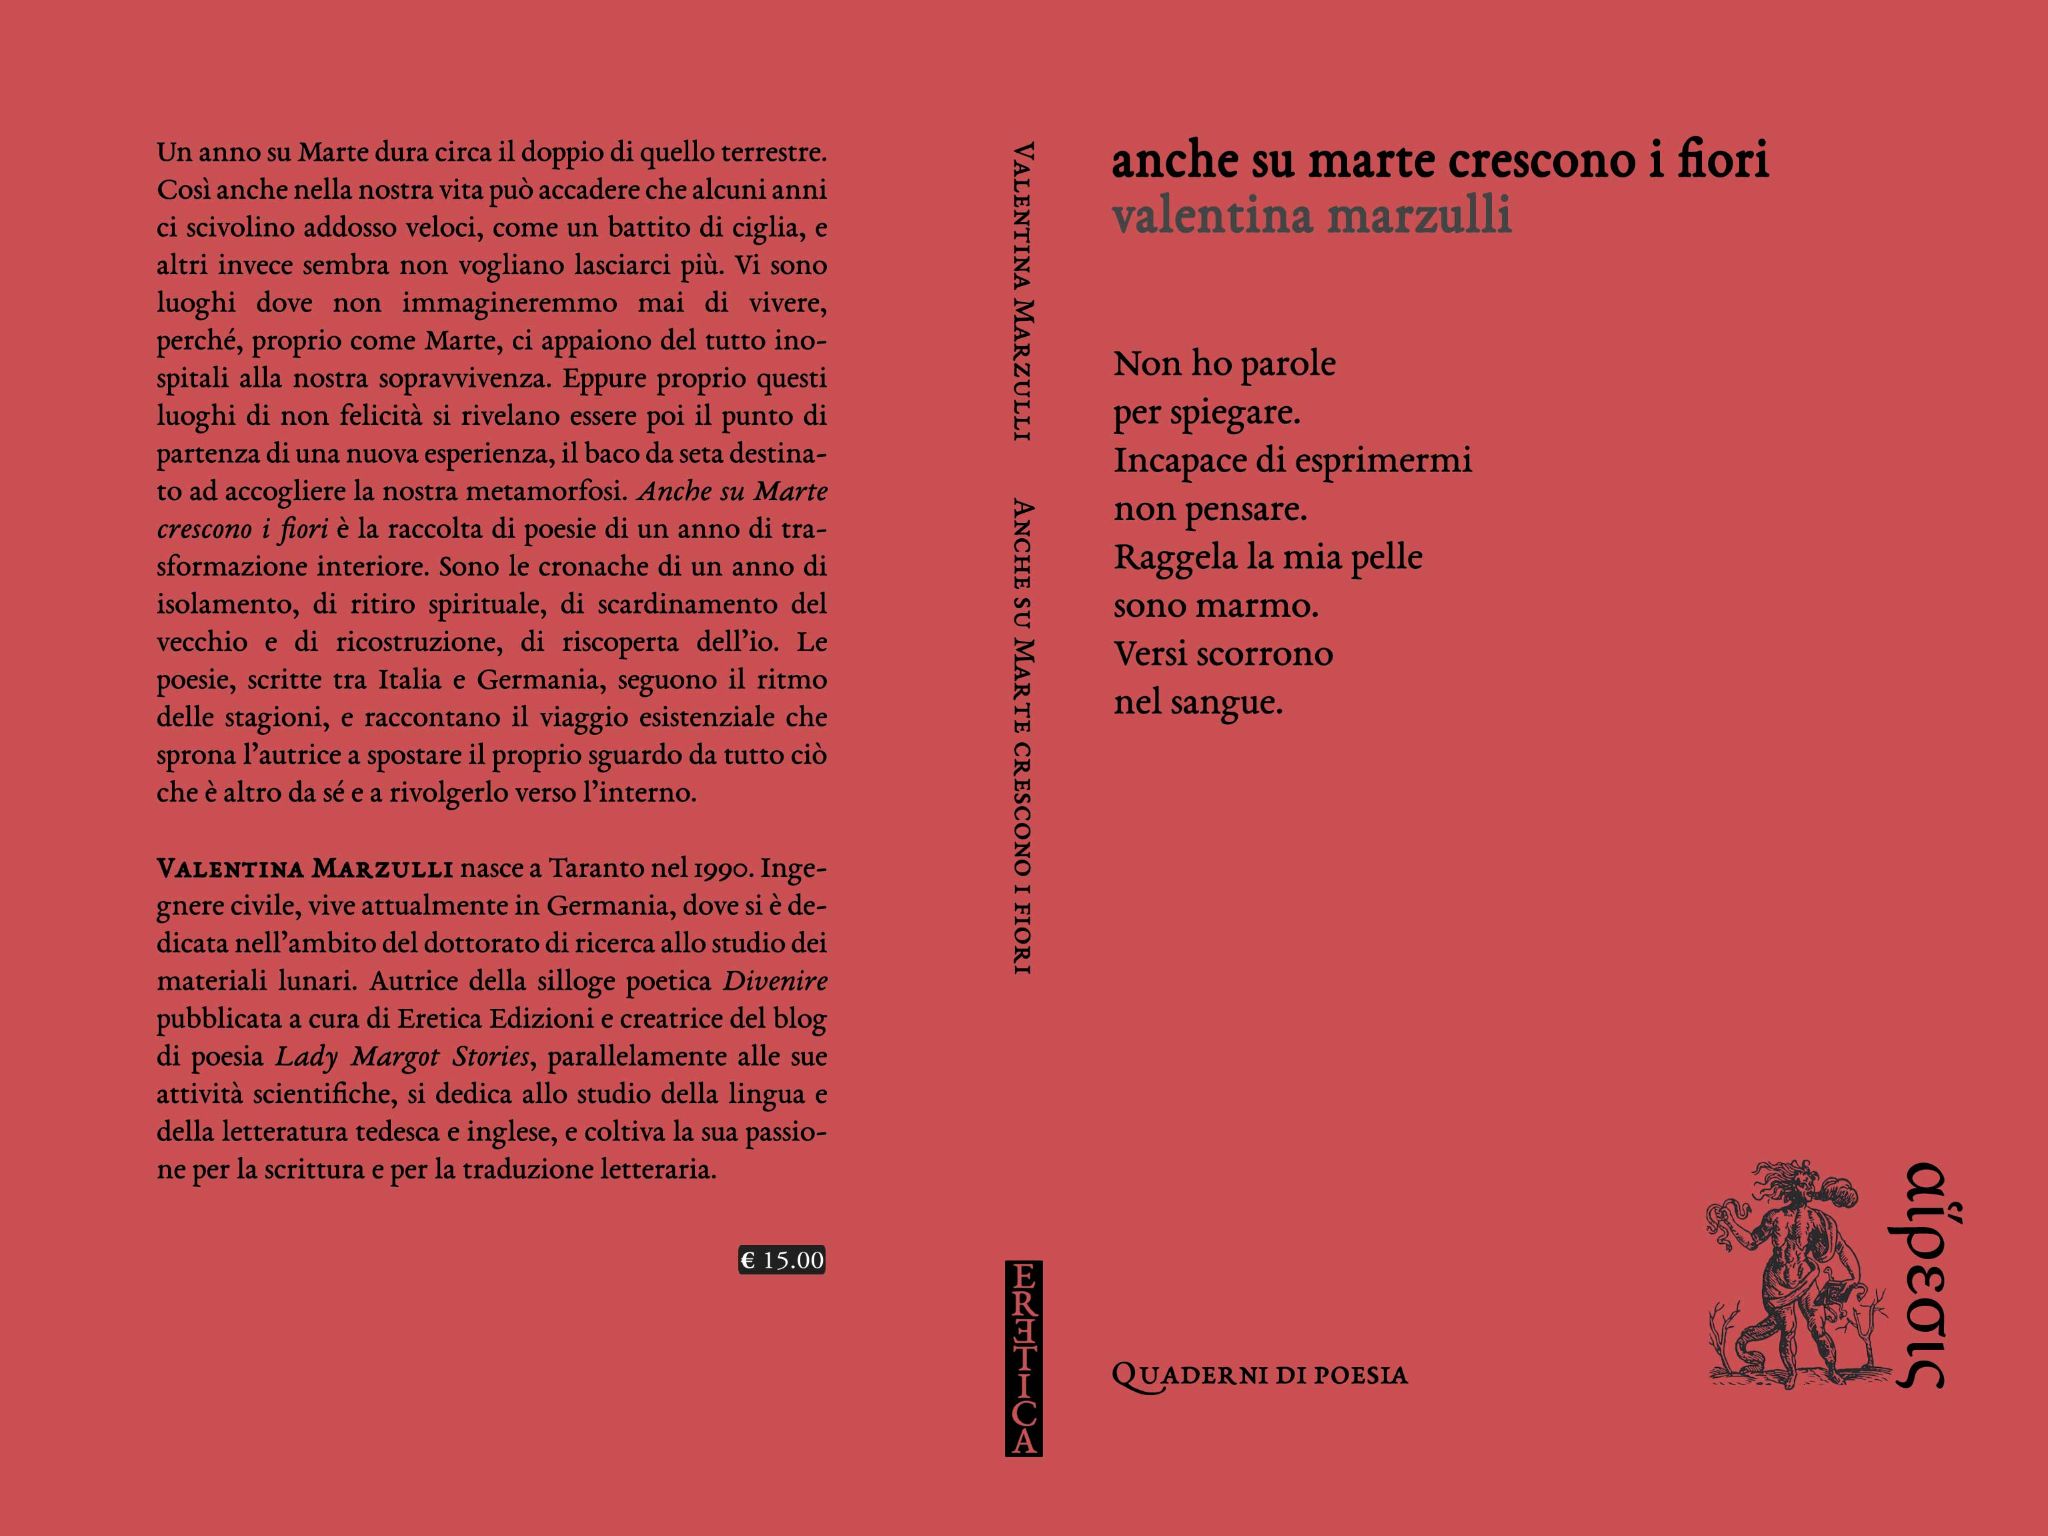 Un anno su Marte dura circa il doppio di quello terrestre.
Così anche nella nostra vita può accadere che alcuni anni
ci scivolino addosso veloci, come un battito di ciglia, e
altri invece sembra non vogliano lasciarci più. Vi sono
luoghi dove non immagineremmo mai di vivere,
perché, proprio come Marte, ci appaiono del tutto ino-
spitali alla nostra sopravvivenza. Eppure proprio questi
luoghi di non felicità si rivelano essere poi il punto di
partenza di una nuova esperienza, il baco da seta destina-
to ad accogliere la nostra metamorfosi. Anche su Marte
crescono i fiori è la raccolta di poesie di un anno di tra-
sformazione interiore. Sono le cronache di un anno di
isolamento, di ritiro spirituale, di scardinamento del
vecchio e di ricostruzione, di riscoperta dell'io. Le
poesie, scritte tra Italia e Germania, seguono il ritmo
delle stagioni, e raccontano il viaggio esistenziale che
sprona l'autrice a spostare il proprio sguardo da tutto ciò
che è altro da sé e a rivolgerlo verso l'interno.
Valentina Marzulli nasce a Taranto nel 1990. Inge-
gnere civile, vive attualmente in Germania, dove si è de-
dicata nell'ambito del dottorato di ricerca allo studio dei
materiali lunari. Autrice della silloge poetica Divenire
pubblicata a cura di Eretica Edizioni e creatrice del blog
di poesia Lady Margot Stories, parallelamente alle sue
attività scientifiche, si dedica allo studio della lingua e
della letteratura tedesca e inglese, e coltiva la sua passio-
ne per la scrittura e per la traduzione letteraria.
€ 15.00
Valentina Marzulli Anche su Marte crescono i fiori
ERETICA
anche su marte crescono i fiori
valentina marzulli
Non ho parole
per spiegare.
Incapace di esprimermi
non pensare.
Raggela la mia pelle
sono marmo.
Versi scorrono
nel sangue.
Quaderni di poesia
αἵρεσις